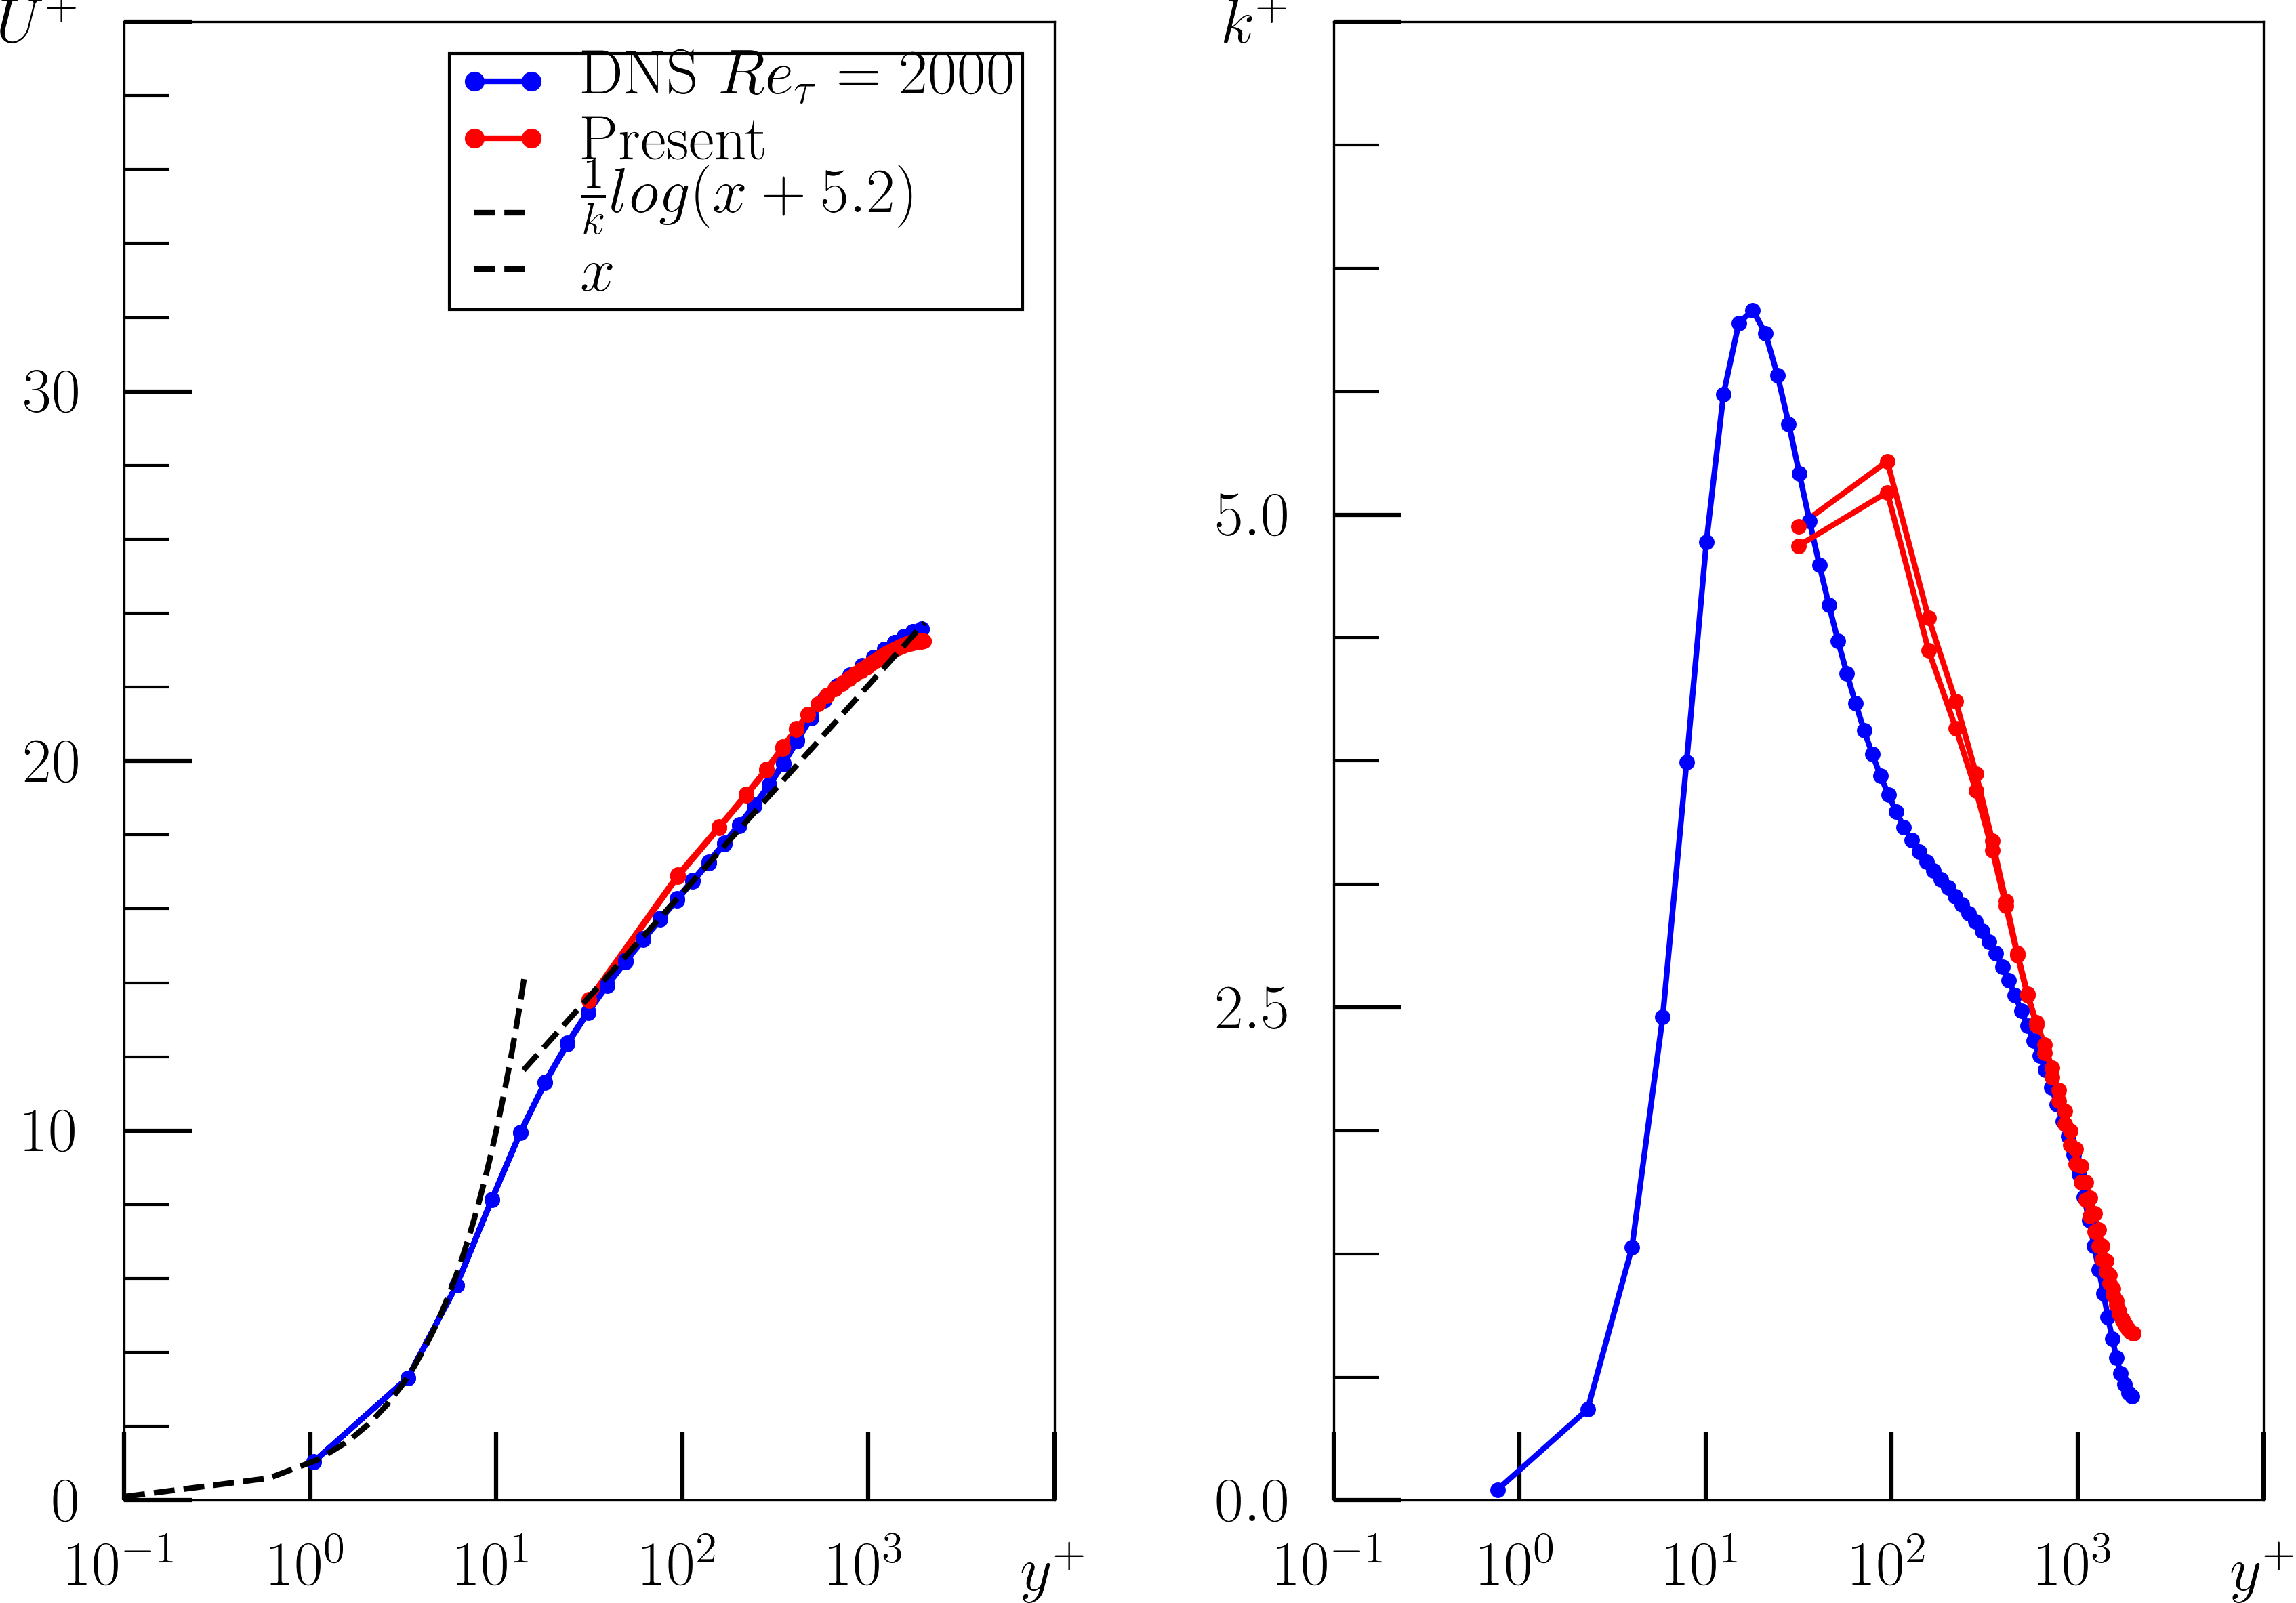 U⁺
DNS Re_τ = 2000
Present
1/k log(x + 5.2)
x
30
20
10
0
10⁻¹ 10⁰ 10¹ 10² 10³ y⁺
k⁺
5.0
2.5
0.0
10⁻¹ 10⁰ 10¹ 10² 10³ y⁺